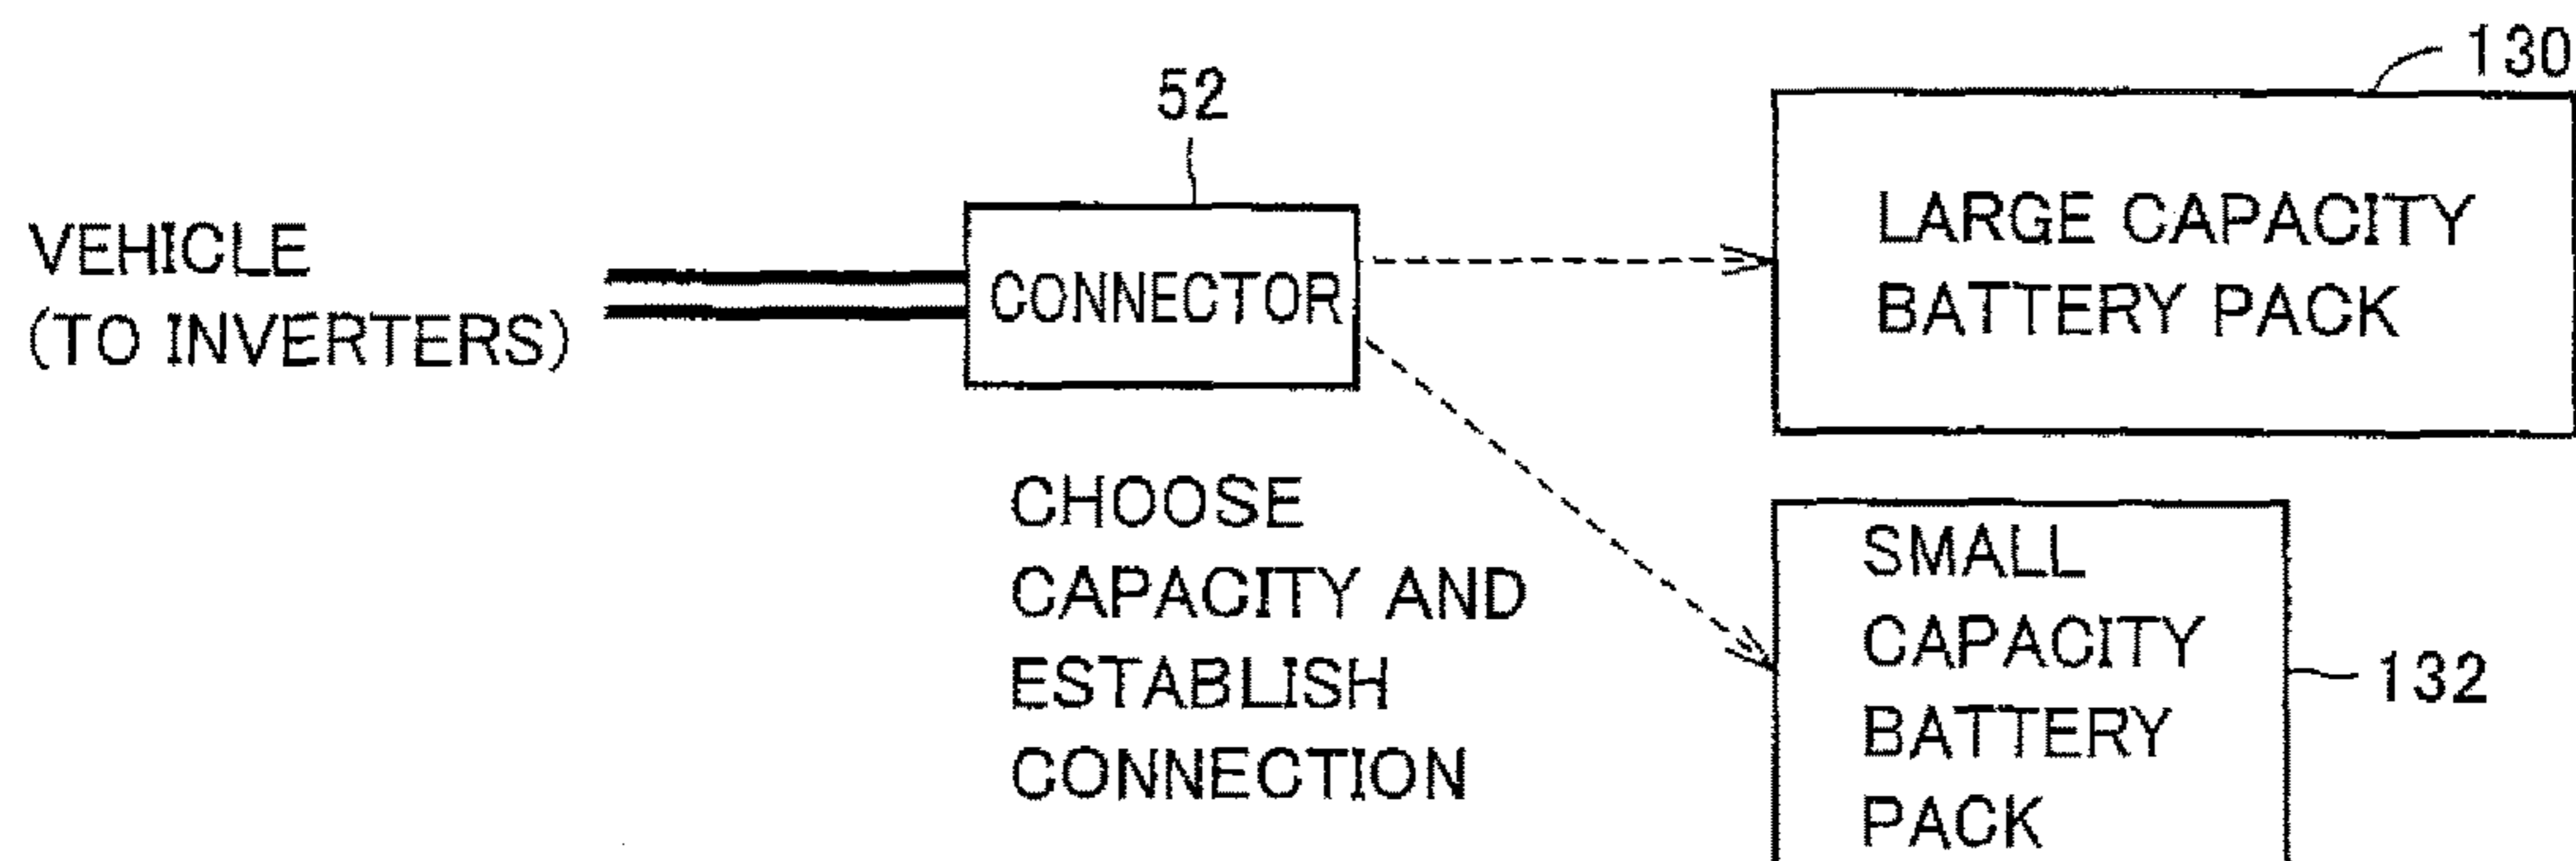 130
52
VEHICLE
(TO INVERTERS)
CONNECTOR
LARGE CAPACITY
BATTERY PACK
CHOOSE
CAPACITY AND
ESTABLISH
CONNECTION
SMALL
CAPACITY
BATTERY
PACK
132